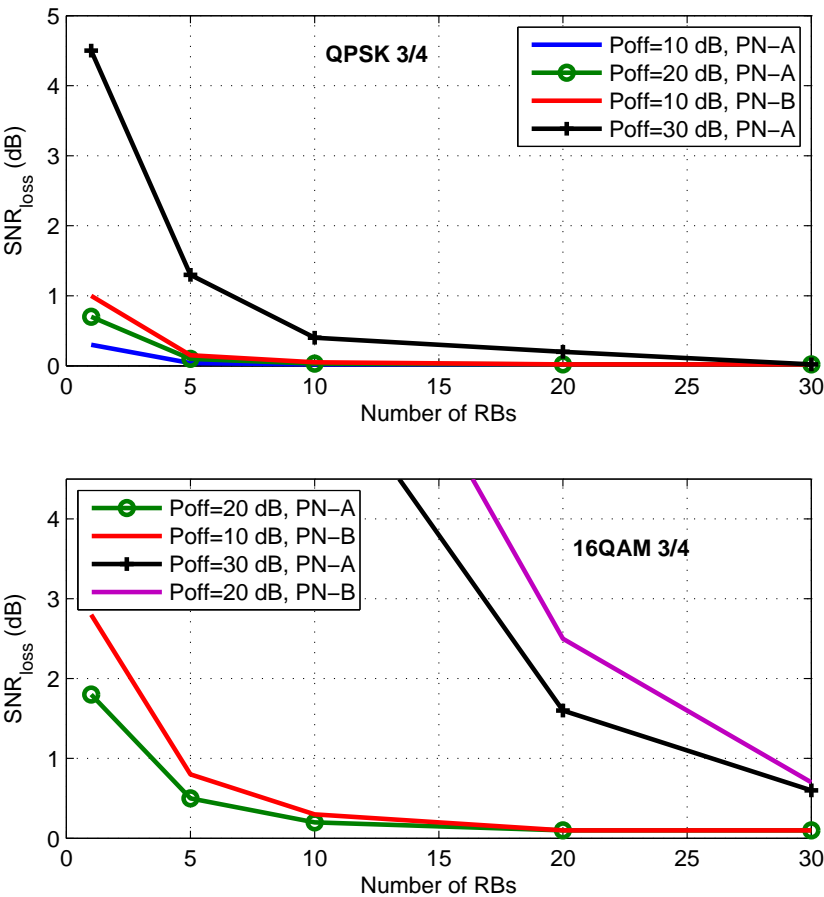 5
4
3
2
1
0
SNR_loss (dB)
QPSK 3/4
Poff=10 dB, PN−A
Poff=20 dB, PN−A
Poff=10 dB, PN−B
Poff=30 dB, PN−A
0 5 10 15 20 25 30
Number of RBs
4
3
2
1
0
SNR_loss (dB)
Poff=20 dB, PN−A
Poff=10 dB, PN−B
Poff=30 dB, PN−A
Poff=20 dB, PN−B
16QAM 3/4
0 5 10 15 20 25 30
Number of RBs